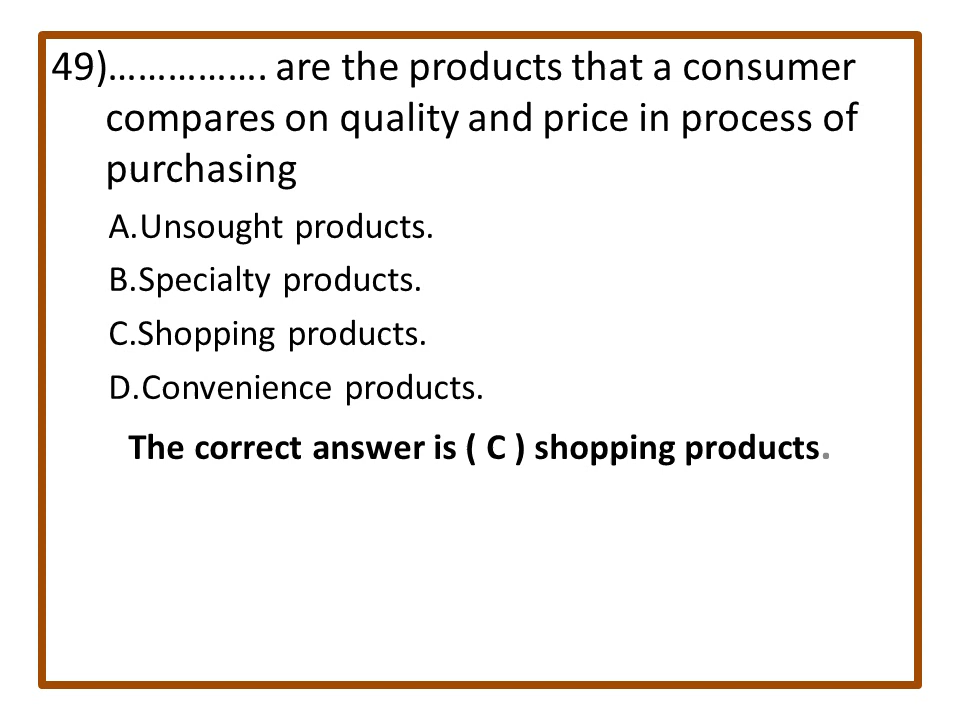 49)……………. are the products that a consumer
compares on quality and price in process of
purchasing
A.Unsought products.
B.Specialty products.
C.Shopping products.
D.Convenience products.
The correct answer is ( C ) shopping products.